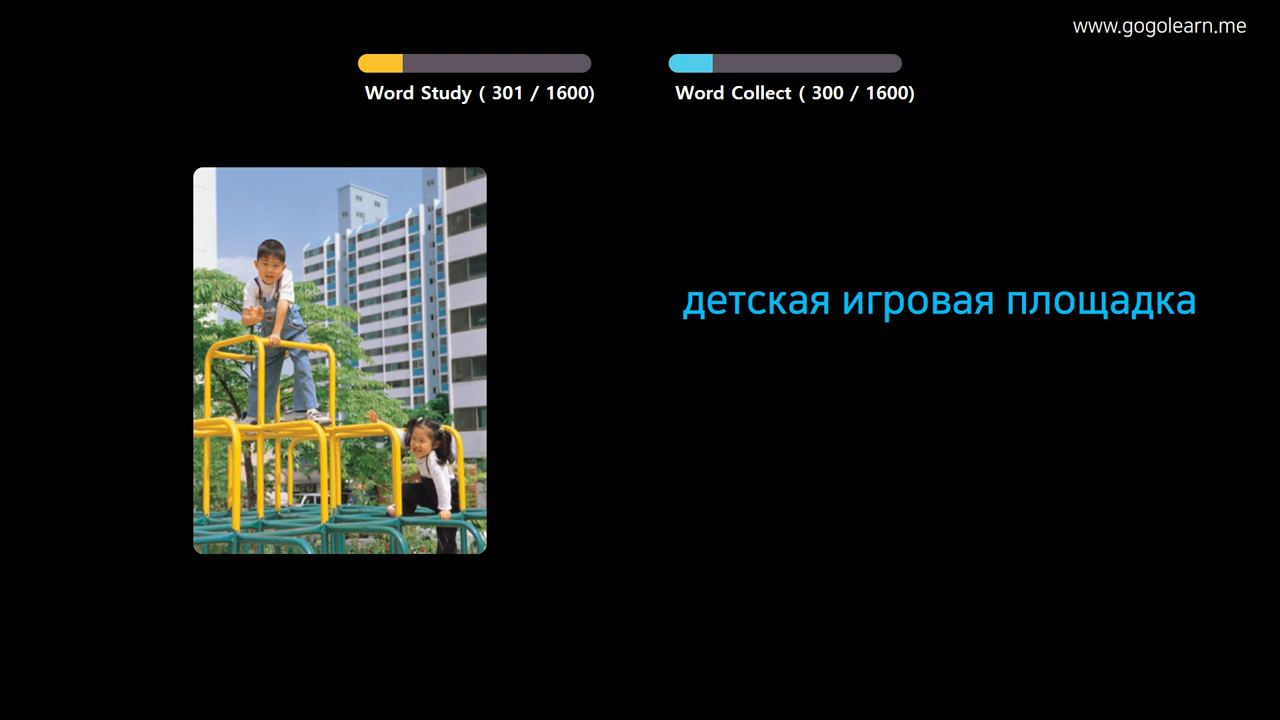 www.gogolearn.me
Word Study ( 301 / 1600)
Word Collect ( 300 / 1600)
детская игровая площадка